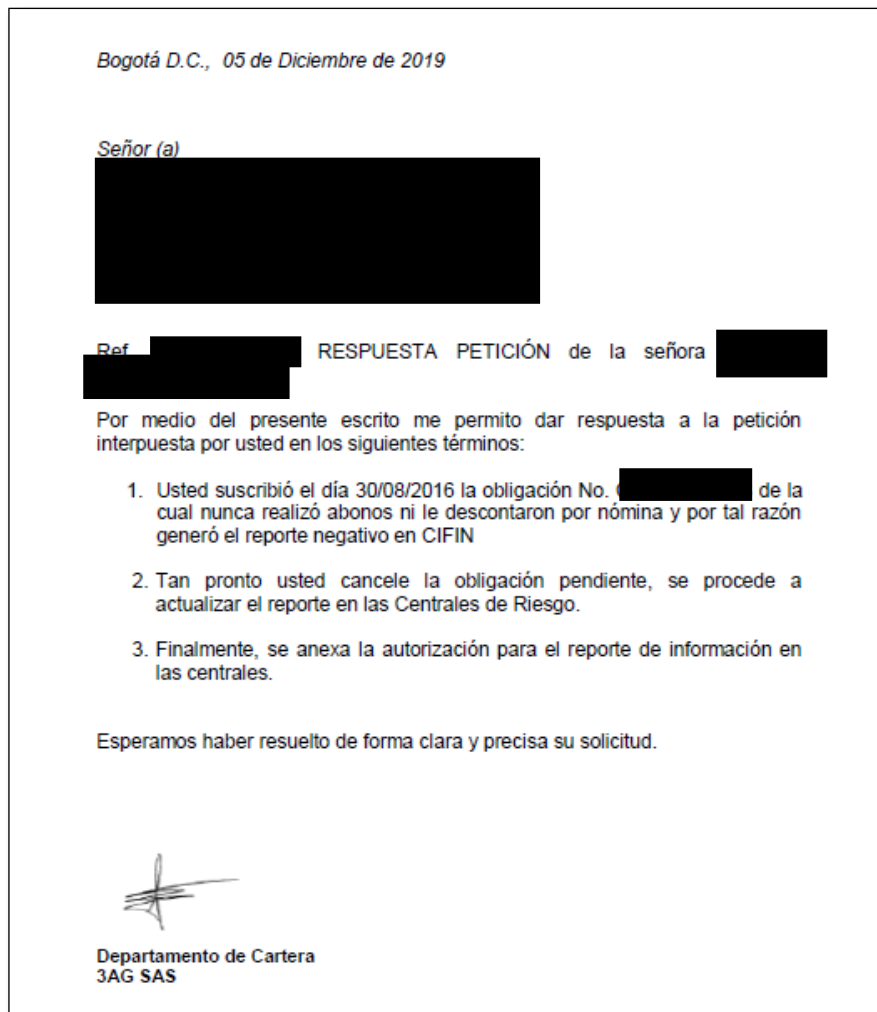 Bogotá D.C., 05 de Diciembre de 2019
Señor (a)
Ref. RESPUESTA PETICIÓN de la señora
Por medio del presente escrito me permito dar respuesta a la petición
interpuesta por usted en los siguientes términos:
1. Usted suscribió el día 30/08/2016 la obligación No. de la
cual nunca realizó abonos ni le descontaron por nómina y por tal razón
generó el reporte negativo en CIFIN
2. Tan pronto usted cancele la obligación pendiente, se procede a
actualizar el reporte en las Centrales de Riesgo.
3. Finalmente, se anexa la autorización para el reporte de información en
las centrales.
Esperamos haber resuelto de forma clara y precisa su solicitud.
Departamento de Cartera
3AG SAS